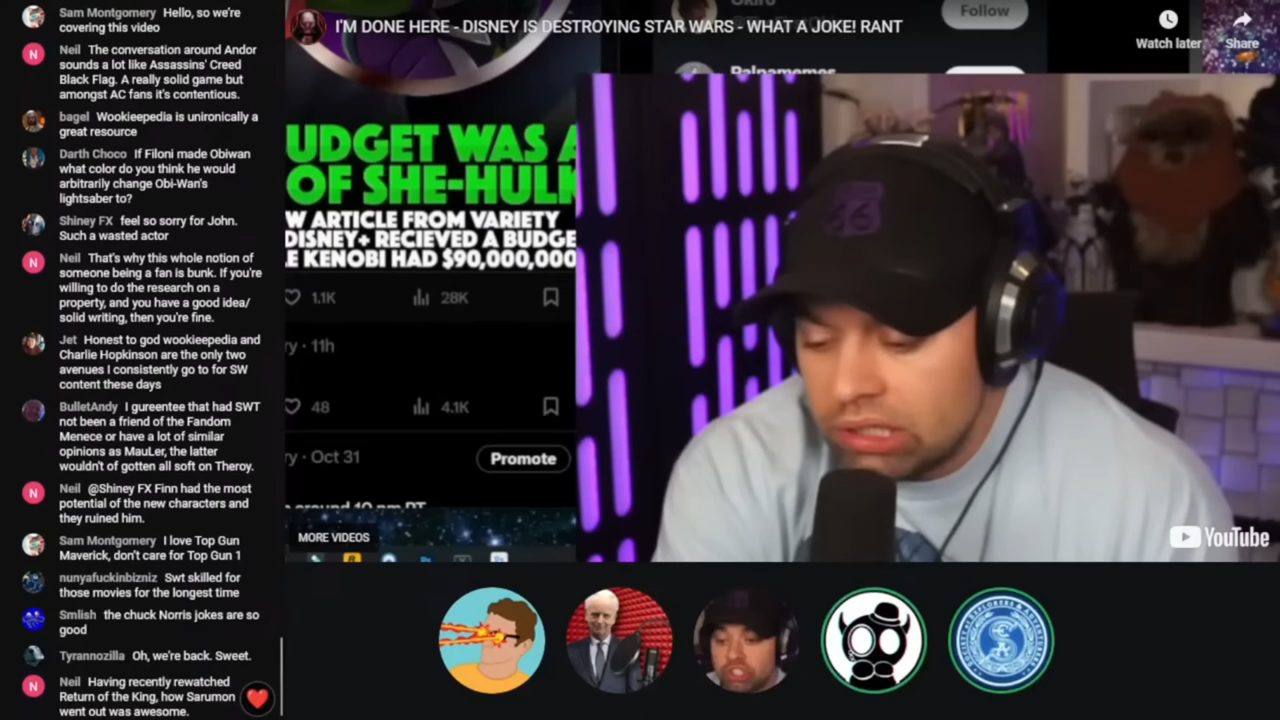 Sam Montgomery Hello, so we're
covering this video
N
Neil The conversation around Andor
sounds a lot like Assassins' Creed
Black Flag. A really solid game but
amongst AC fans it's contentious.
bagel Wookieepedia is unironically a
great resource
Darth Choco If Filoni made Obiwan
what color do you think he would
arbitrarily change Obi-Wan's
lightsaber to?
Shiney FX feel so sorry for John.
Such a wasted actor
N
Neil That's why this whole notion of
someone being a fan is bunk. If you're
willing to do the research on a
property, and you have a good idea/
solid writing, then you're fine.
Jet Honest to god wookieepedia and
Charlie Hopkinson are the only two
avenues I consistently go to for SW
content these days
BulletAndy I gureentee that had SWT
not been a friend of the Fandom
Menece or have a lot of similar
opinions as MauLer, the latter
wouldn't of gotten all soft on Theroy.
N
Neil @Shiney FX Finn had the most
potential of the new characters and
they ruined him.
Sam Montgomery I love Top Gun
Maverick, don't care for Top Gun 1
nunyafuckinbizniz Swt skilled for
those movies for the longest time
Smlish the chuck Norris jokes are so
good
Tyrannozilla Oh, we're back. Sweet.
N
Neil Having recently rewatched
Return of the King, how Sarumon
went out was awesome.
I'M DONE HERE - DISNEY IS DESTROYING STAR WARS - WHAT A JOKE! RANT
Follow
Watch later
Share
Palpamemes
UDGET WAS A
OF SHE-HULK
W ARTICLE FROM VARIETY
DISNEY+ RECIEVED A BUDGE
E KENOBI HAD $90,000,000
1.1K
28K
ry · 11h
48
4.1K
ry · Oct 31
Promote
around 10 pm PT
MORE VIDEOS
YouTube